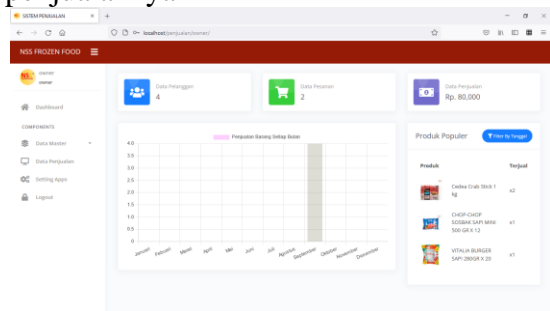 SISTEM PENJUALAN
localhost/penjualan/owner/
NSS FROZEN FOOD
owner
owner
Dashboard
COMPONENTS
Data Master
Data Penjualan
Setting Apps
Logout
Data Pelanggan
4
Data Pesanan
2
Data Penjualan
Rp. 80,000
Penjualan Barang Setiap Bulan
4.0
3.5
3.0
2.5
2.0
1.5
1.0
0.5
0
Januari Februari Maret April Mei Juni Juli Agustus September Oktober November Desember
Produk Populer
Filter By Tanggal
Produk Terjual
Cedea Crab Stick 1 kg x2
CHOP-CHOP
SOSBAK SAPI MINI x1
500 GR X 12
VITALIA BURGER
SAPI 280GR X 20 x1